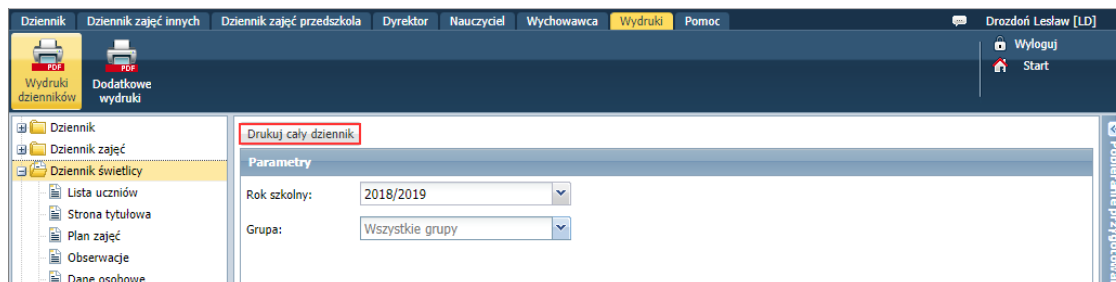 Dziennik Dziennik zajęć innych Dziennik zajęć przedszkola Dyrektor Nauczyciel Wychowawca Wydruki Pomoc Drozdoń Lesław [LD]
PDF PDF
Wydruki dzienników
Dodatkowe wydruki
Wyloguj
Start
Dziennik
Dziennik zajęć
Dziennik świetlicy
Lista uczniów
Strona tytułowa
Plan zajęć
Obserwacje
Dane osobowe
Drukuj cały dziennik
Parametry
Rok szkolny: 2018/2019
Grupa: Wszystkie grupy